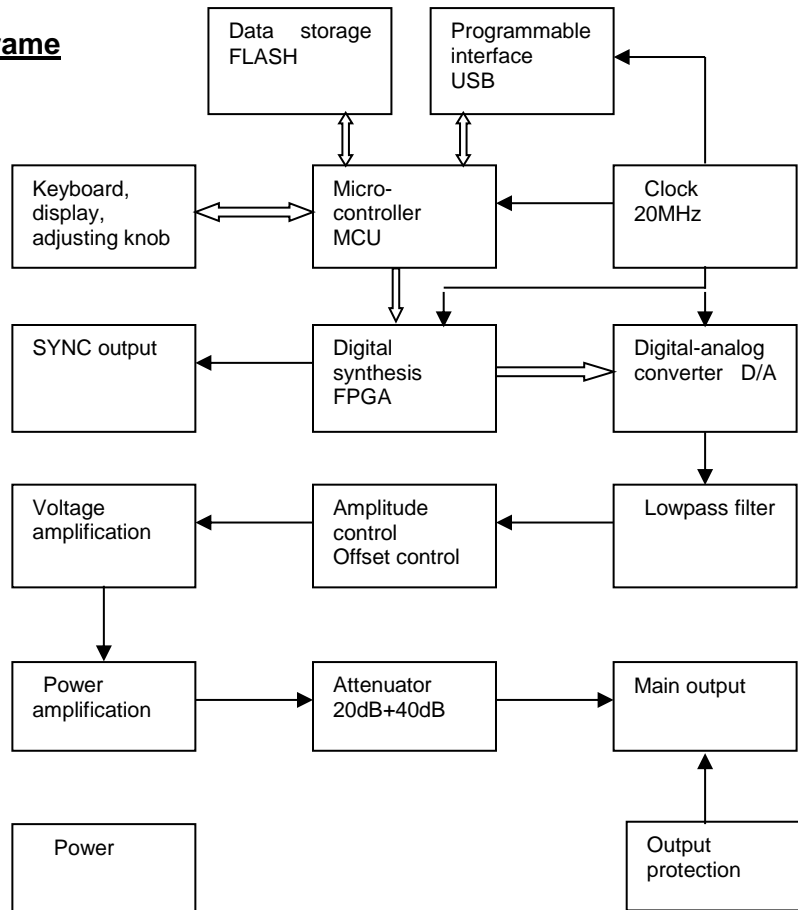 rame
Data storage
FLASH
Programmable
interface
USB
Keyboard,
display,
adjusting knob
Micro-
controller
MCU
Clock
20MHz
SYNC output
Digital
synthesis
FPGA
Digital-analog
converter D/A
Voltage
amplification
Amplitude
control
Offset control
Lowpass filter
Power
amplification
Attenuator
20dB+40dB
Main output
Power
Output
protection